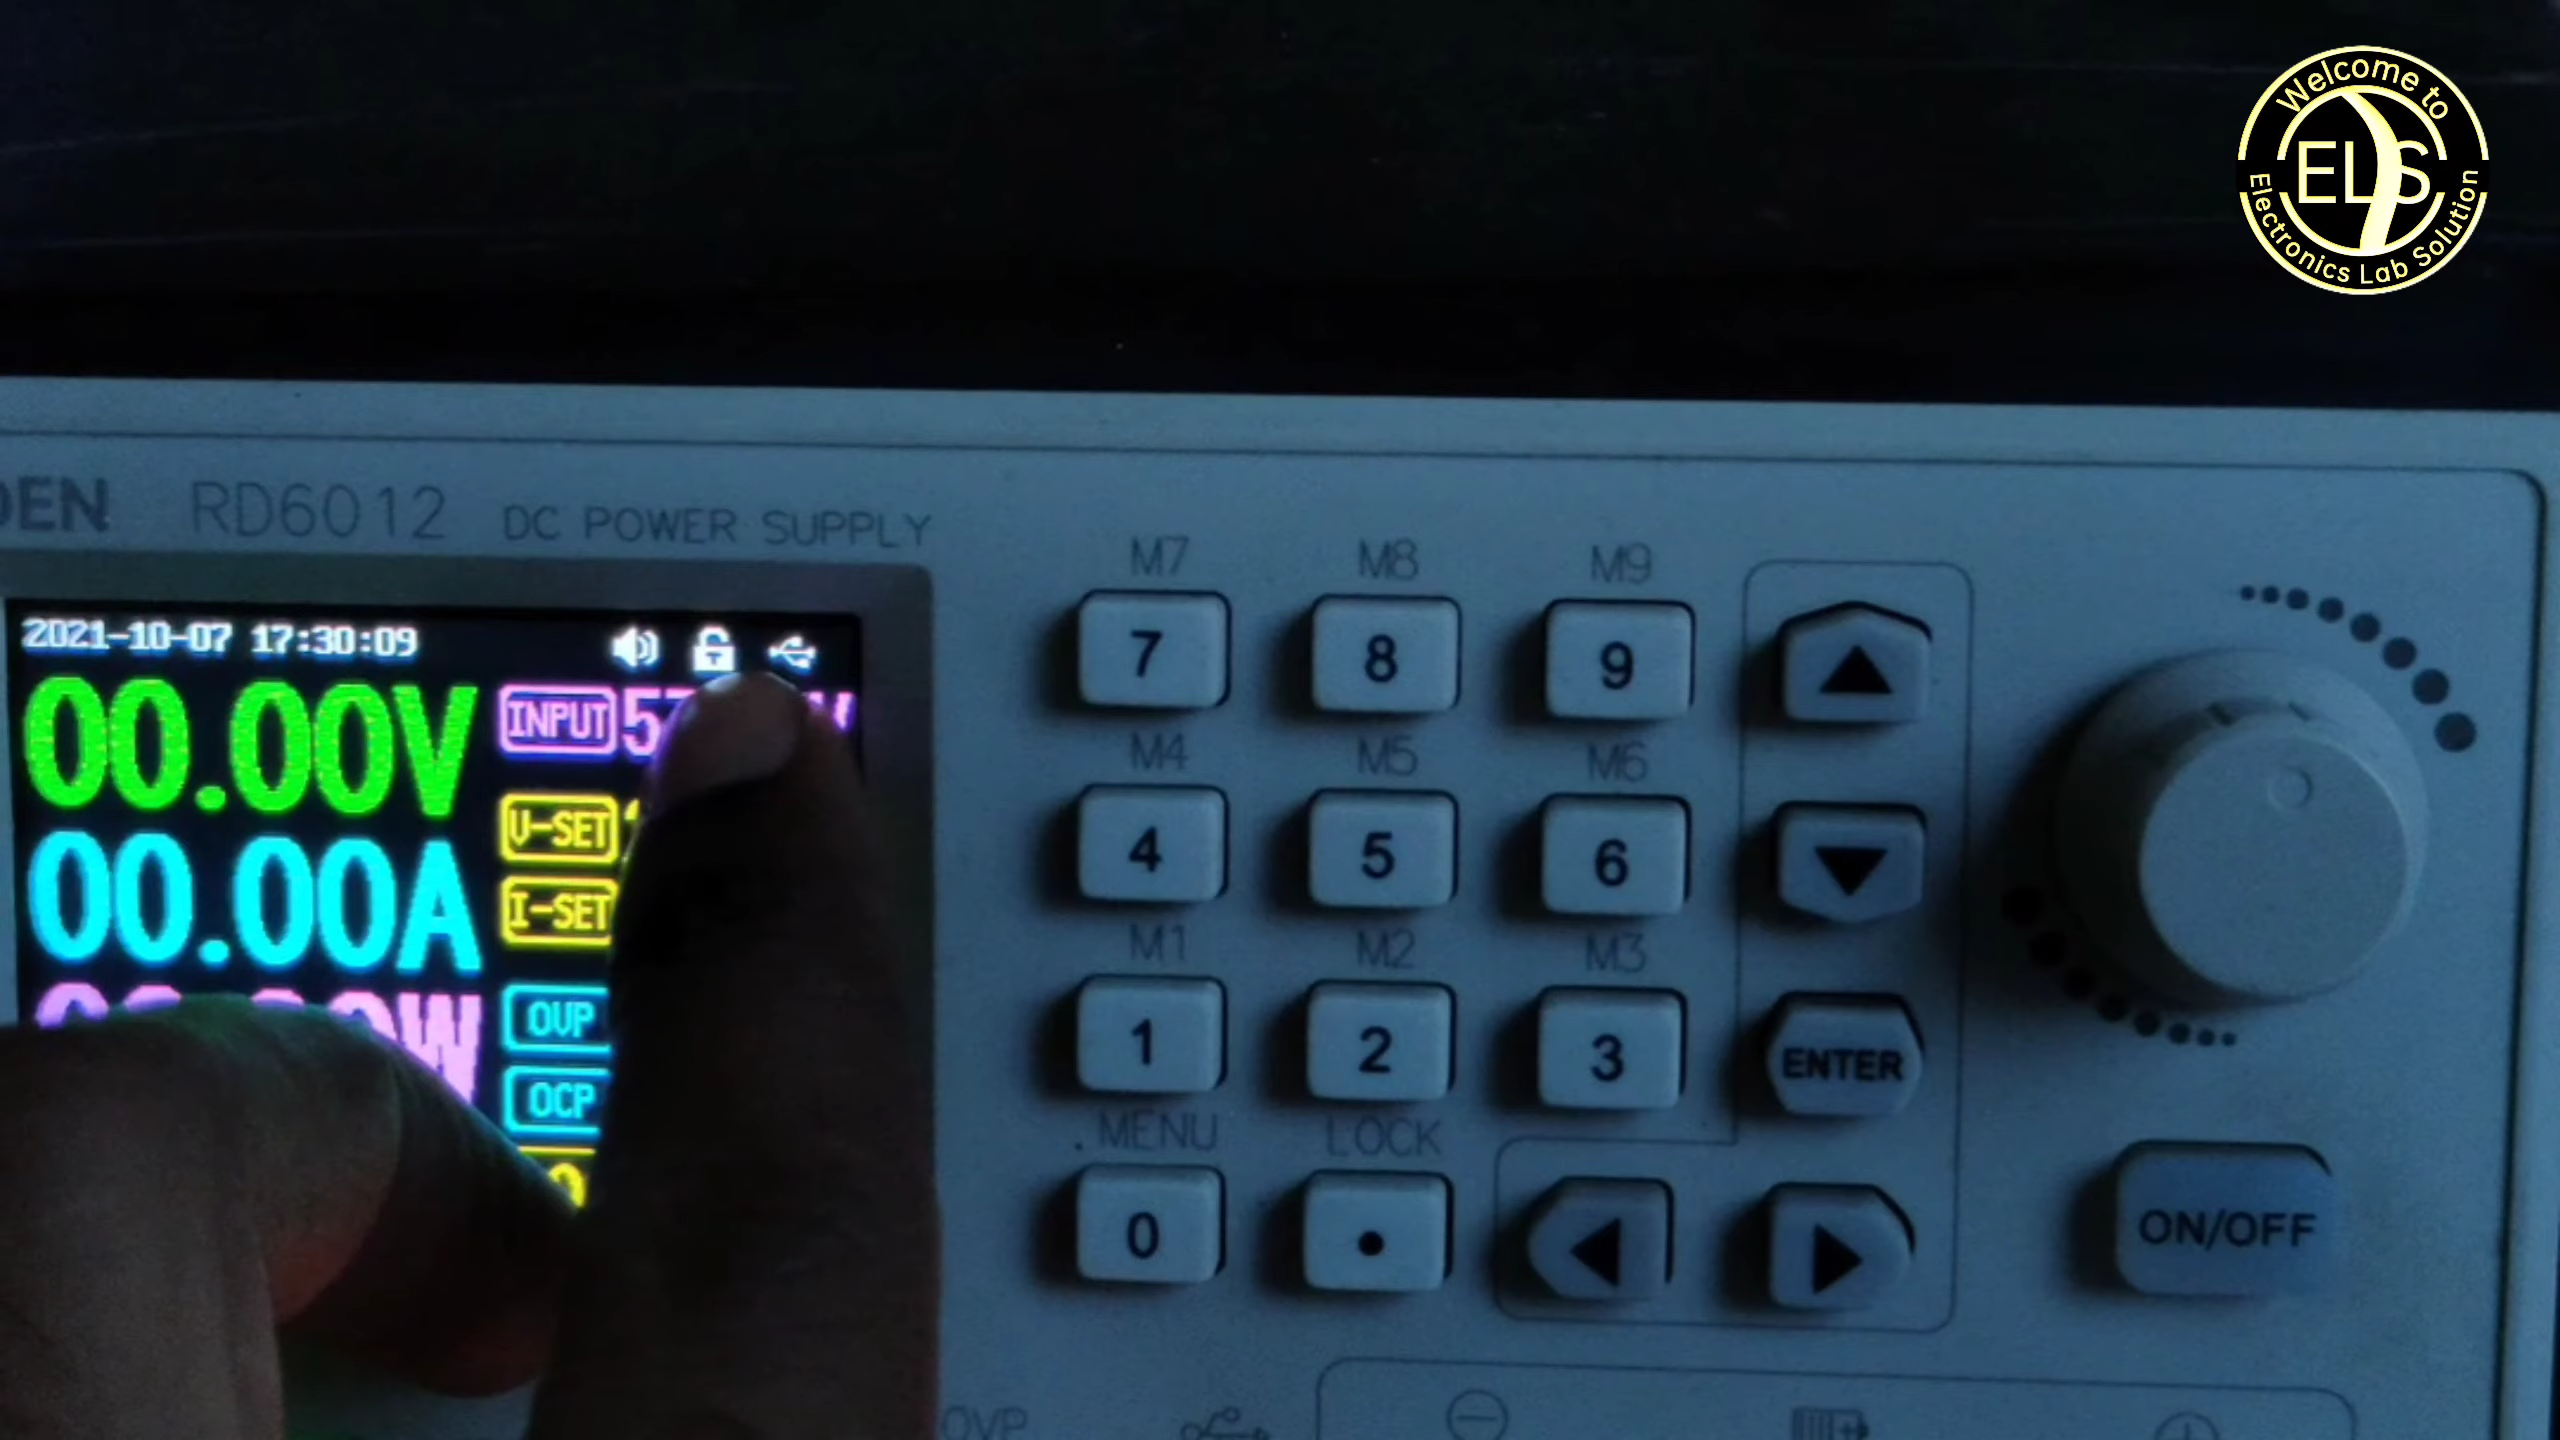 Welcome to
ELS
Electronics Lab Solution
DEN RD6012 DC POWER SUPPLY
2021-10-07 17:30:09
00.00V
INPUT
V-SET
00.00A
I-SET
OVP
OCP
M7 M8 M9
7 8 9
M4 M5 M6
4 5 6
M1 M2 M3
1 2 3
ENTER
. MENU LOCK
0 •
ON/OFF
OVP